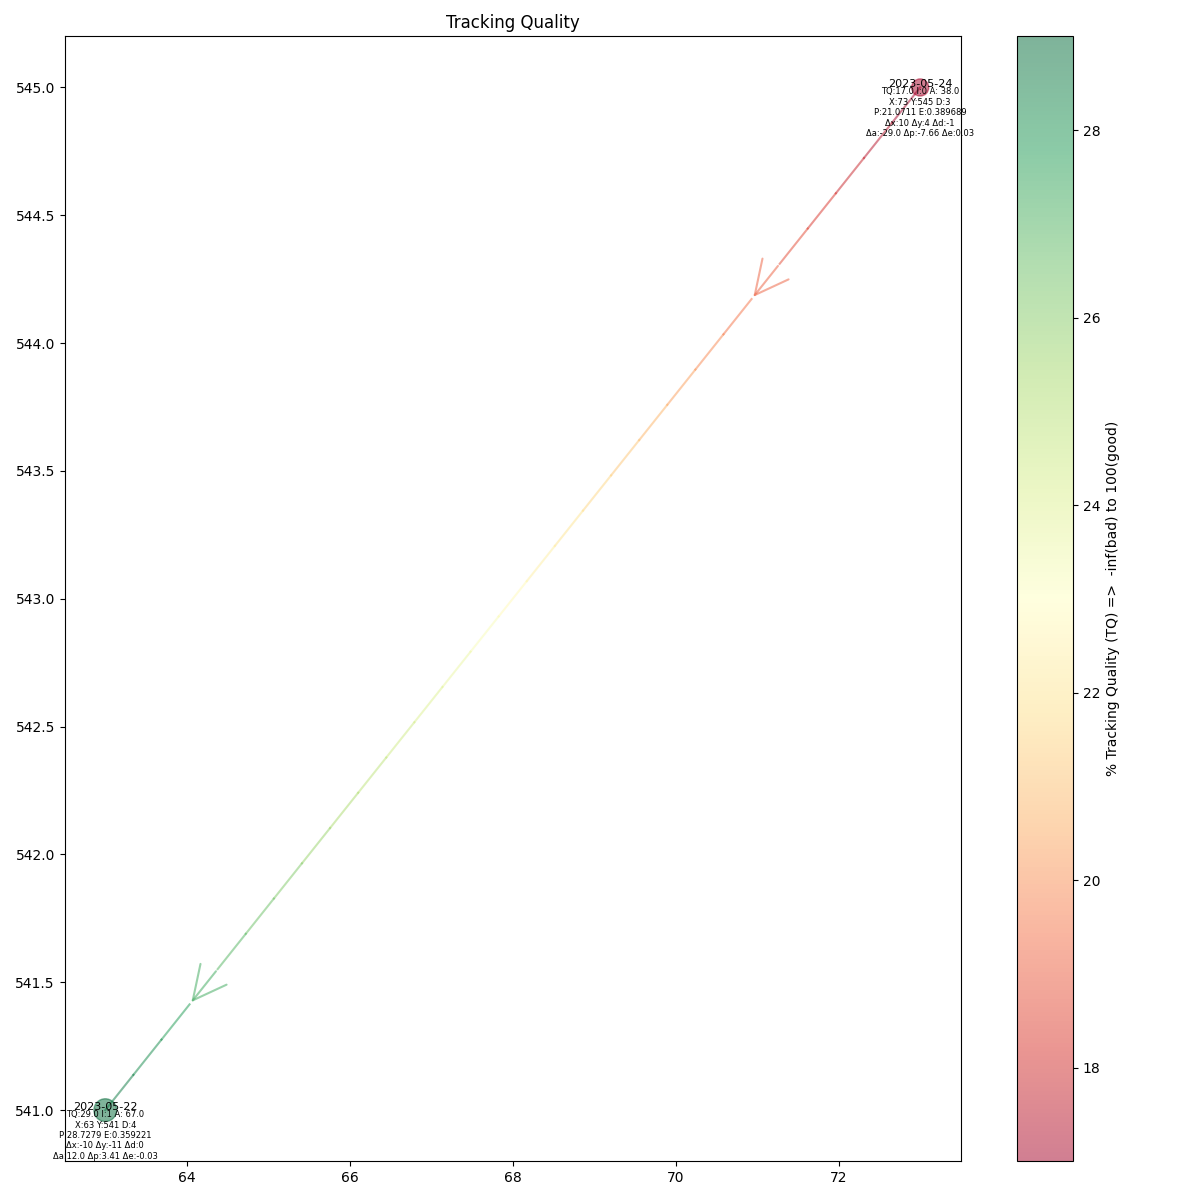 Tracking Quality
545.0
544.5
544.0
543.5
543.0
542.5
542.0
541.5
541.0
2023-05-24
TQ:17.0 I:0 A: 38.0
X:73 Y:545 D:3
P:21.0711 E:0.389689
Δx:10 Δy:4 Δd:-1
Δa:-29.0 Δp:-7.66 Δe:0.03
2023-05-22
TQ:29.0 I:1 A: 67.0
X:63 Y:541 D:4
P:28.7279 E:0.359221
Δx:-10 Δy:-11 Δd:0
Δa:12.0 Δp:3.41 Δe:-0.03
64 66 68 70 72
28
26
24
22
20
18
% Tracking Quality (TQ) =>  -inf(bad) to 100(good)